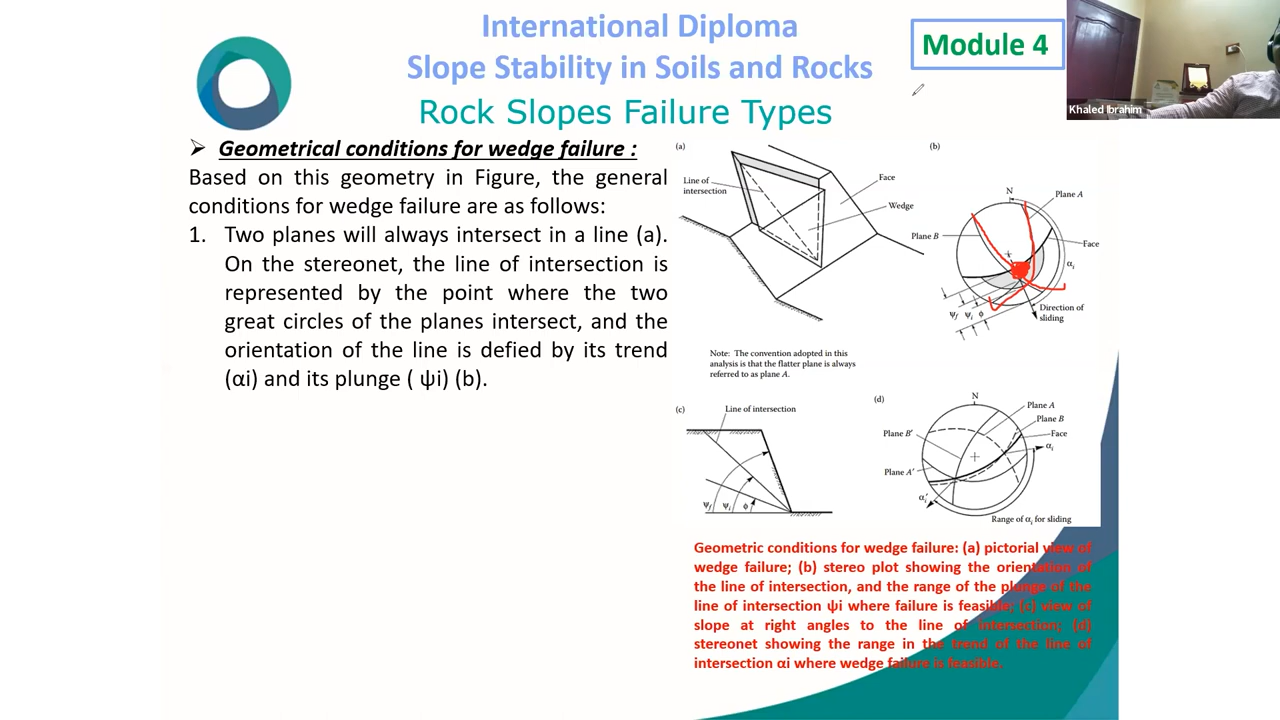 International Diploma
Slope Stability in Soils and Rocks
Rock Slopes Failure Types
Module 4
Khaled Ibrahim
➢ Geometrical conditions for wedge failure :
Based on this geometry in Figure, the general
conditions for wedge failure are as follows:
1. Two planes will always intersect in a line (a).
On the stereonet, the line of intersection is
represented by the point where the two
great circles of the planes intersect, and the
orientation of the line is defied by its trend
(αi) and its plunge ( ψi) (b).
(a)
Line of
intersection
Face
Wedge
(b)
N
Plane A
Plane B
Face
αi
ψf ψi ϕ
Direction of
sliding
Note: The convention adopted in this
analysis is that the flatter plane is always
referred to as plane A.
(c)
Line of intersection
ψf ψi ϕ
(d)
N
Plane A
Plane B
Plane B'
Face
αi
Plane A'
αi'
Range of αi for sliding
Geometric conditions for wedge failure: (a) pictorial view of
wedge failure; (b) stereo plot showing the orientation of
the line of intersection, and the range of the plunge of the
line of intersection ψi where failure is feasible; (c) view of
slope at right angles to the line of intersection; (d)
stereonet showing the range in the trend of the line of
intersection αi where wedge failure is feasible.